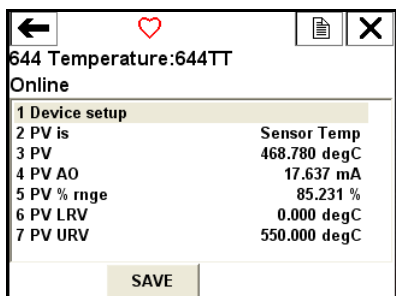 644 Temperature:644TT
Online
1 Device setup
2 PV is Sensor Temp
3 PV 468.780 degC
4 PV AO 17.637 mA
5 PV % rnge 85.231 %
6 PV LRV 0.000 degC
7 PV URV 550.000 degC
SAVE